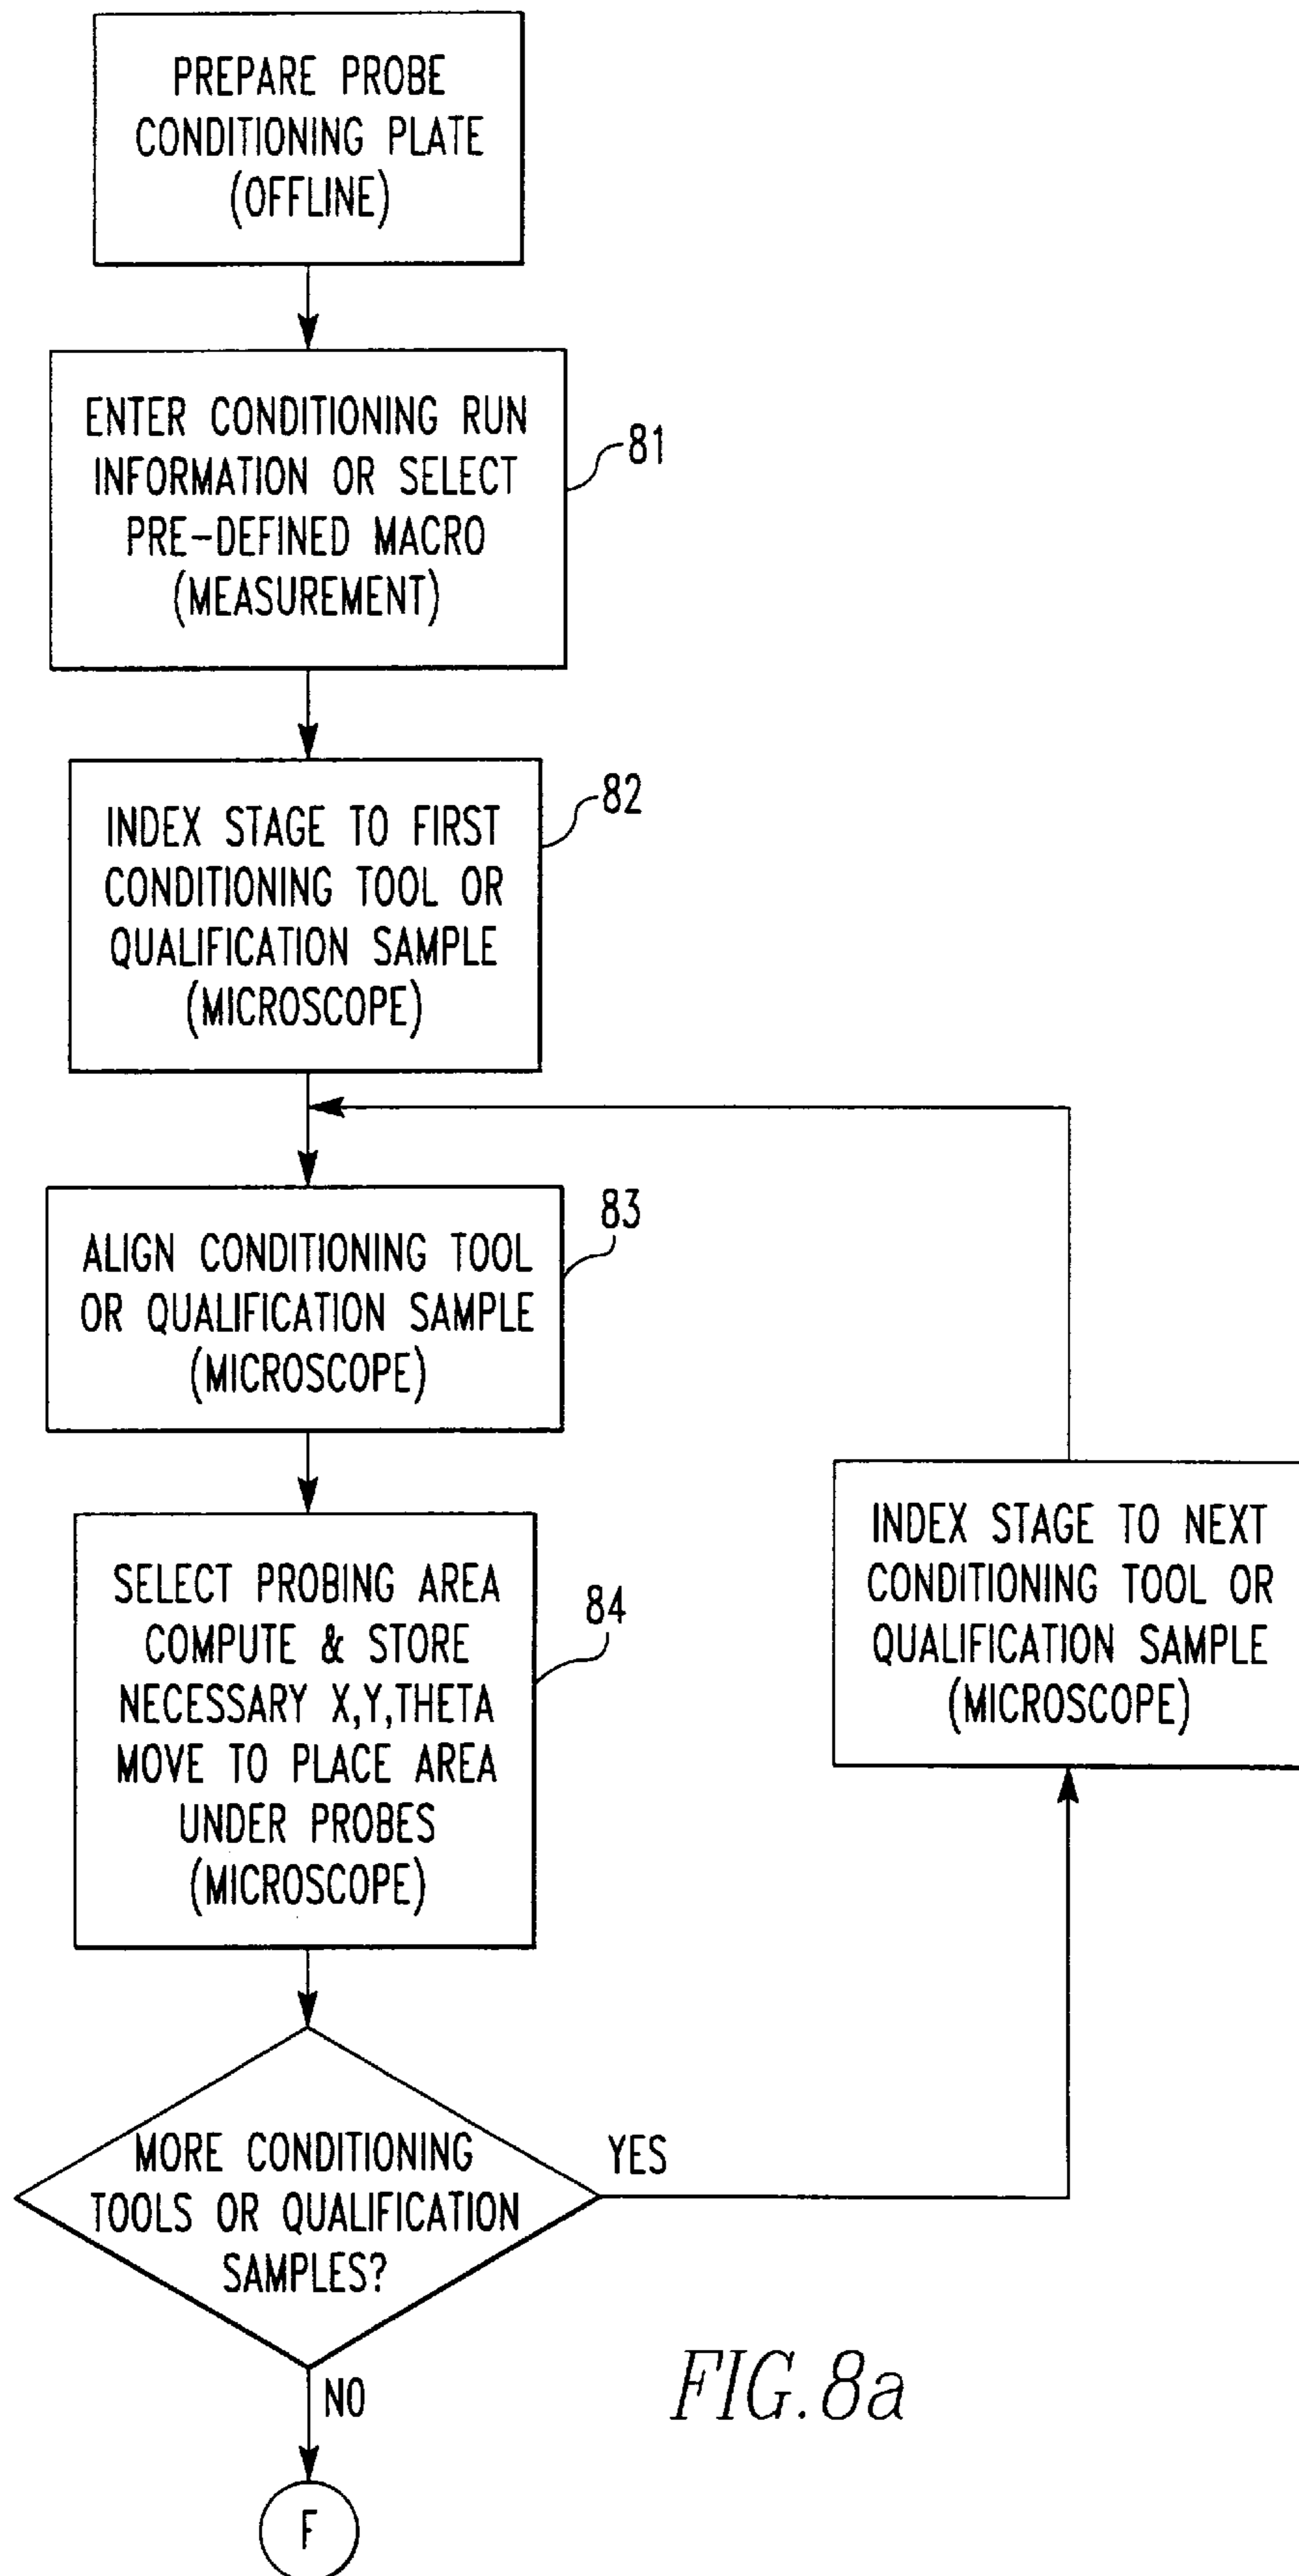 PREPARE PROBE
CONDITIONING PLATE
(OFFLINE)
ENTER CONDITIONING RUN
INFORMATION OR SELECT
PRE-DEFINED MACRO
(MEASUREMENT)
81
INDEX STAGE TO FIRST
CONDITIONING TOOL OR
QUALIFICATION SAMPLE
(MICROSCOPE)
82
ALIGN CONDITIONING TOOL
OR QUALIFICATION SAMPLE
(MICROSCOPE)
83
SELECT PROBING AREA
COMPUTE & STORE
NECESSARY X,Y,THETA
MOVE TO PLACE AREA
UNDER PROBES
(MICROSCOPE)
84
INDEX STAGE TO NEXT
CONDITIONING TOOL OR
QUALIFICATION SAMPLE
(MICROSCOPE)
MORE CONDITIONING
TOOLS OR QUALIFICATION
SAMPLES?
YES
NO
F
FIG.8a